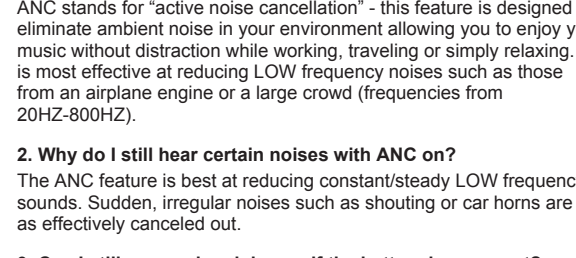 ANC stands for “active noise cancellation” - this feature is designed
eliminate ambient noise in your environment allowing you to enjoy y
music without distraction while working, traveling or simply relaxing.
is most effective at reducing LOW frequency noises such as those
from an airplane engine or a large crowd (frequencies from
20HZ-800HZ).
2. Why do I still hear certain noises with ANC on?
The ANC feature is best at reducing constant/steady LOW frequenc
sounds. Sudden, irregular noises such as shouting or car horns are
as effectively canceled out.